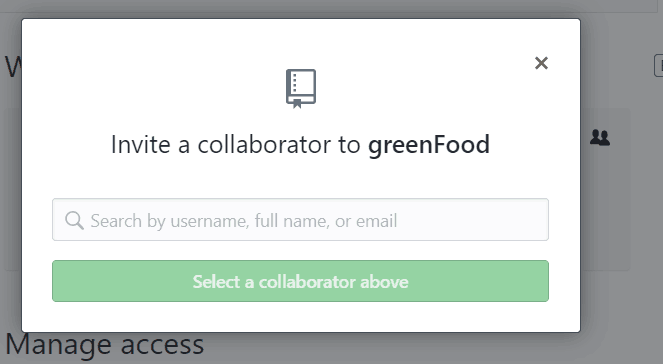 Invite a collaborator to greenFood
Search by username, full name, or email
Select a collaborator above
Manage access